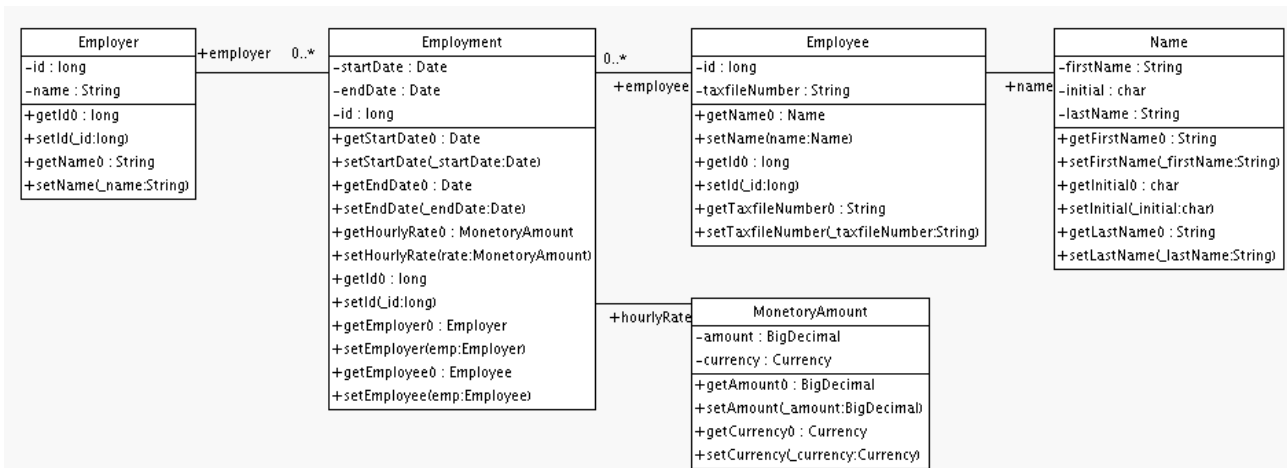 Employer
-id : long
-name : String
+getId() : long
+setId(_id:long)
+getName() : String
+setName(_name:String)
+employer
0..*
Employment
-startDate : Date
-endDate : Date
-id : long
+getStartDate() : Date
+setStartDate(_startDate:Date)
+getEndDate() : Date
+setEndDate(_endDate:Date)
+getHourlyRate() : MonetoryAmount
+setHourlyRate(rate:MonetoryAmount)
+getId() : long
+setId(_id:long)
+getEmployer() : Employer
+setEmployer(emp:Employer)
+getEmployee() : Employee
+setEmployee(emp:Employee)
0..*
+employee
Employee
-id : long
-taxfileNumber : String
+getName() : Name
+setName(name:Name)
+getId() : long
+setId(_id:long)
+getTaxfileNumber() : String
+setTaxfileNumber(_taxfileNumber:String)
+name
Name
-firstName : String
-initial : char
-lastName : String
+getFirstName() : String
+setFirstName(_firstName:String)
+getInitial() : char
+setInitial(_initial:char)
+getLastName() : String
+setLastName(_lastName:String)
+hourlyRate
MonetoryAmount
-amount : BigDecimal
-currency : Currency
+getAmount() : BigDecimal
+setAmount(_amount:BigDecimal)
+getCurrency() : Currency
+setCurrency(_currency:Currency)